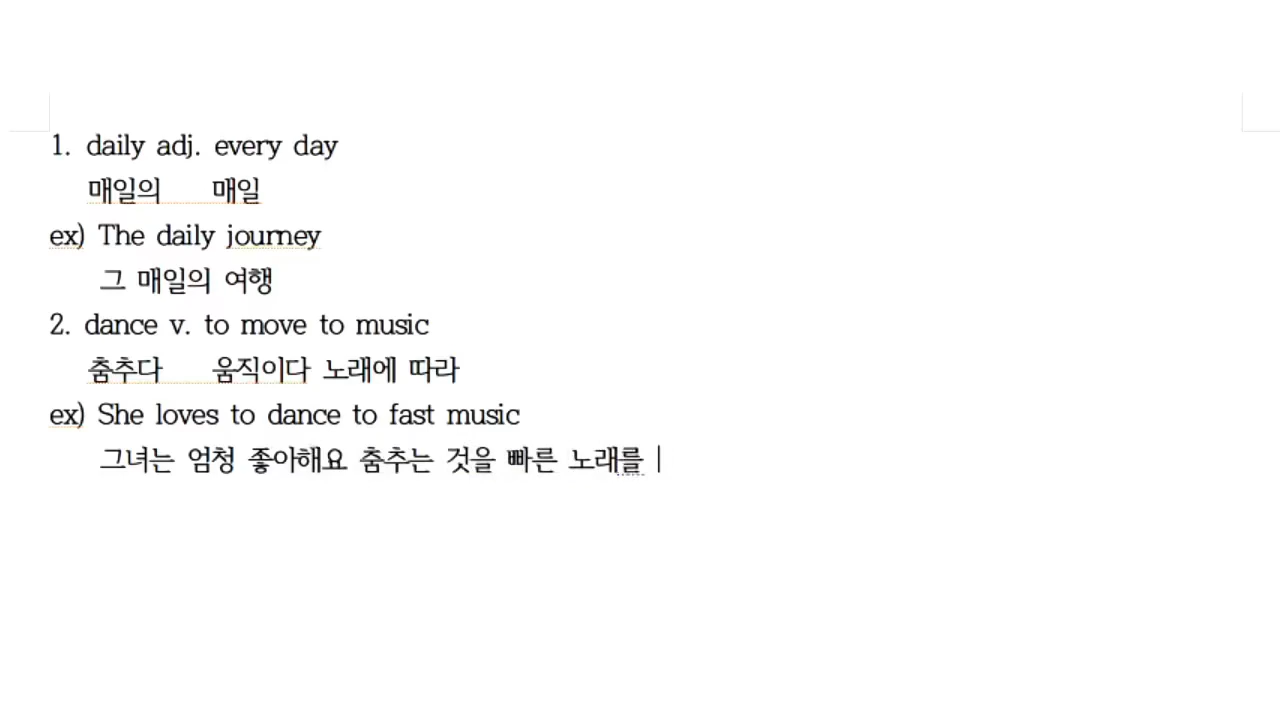 1. daily adj. every day
매일의 매일
ex) The daily journey
그 매일의 여행
2. dance v. to move to music
춤추다 움직이다 노래에 따라
ex) She loves to dance to fast music
그녀는 엄청 좋아해요 춤추는 것을 빠른 노래를